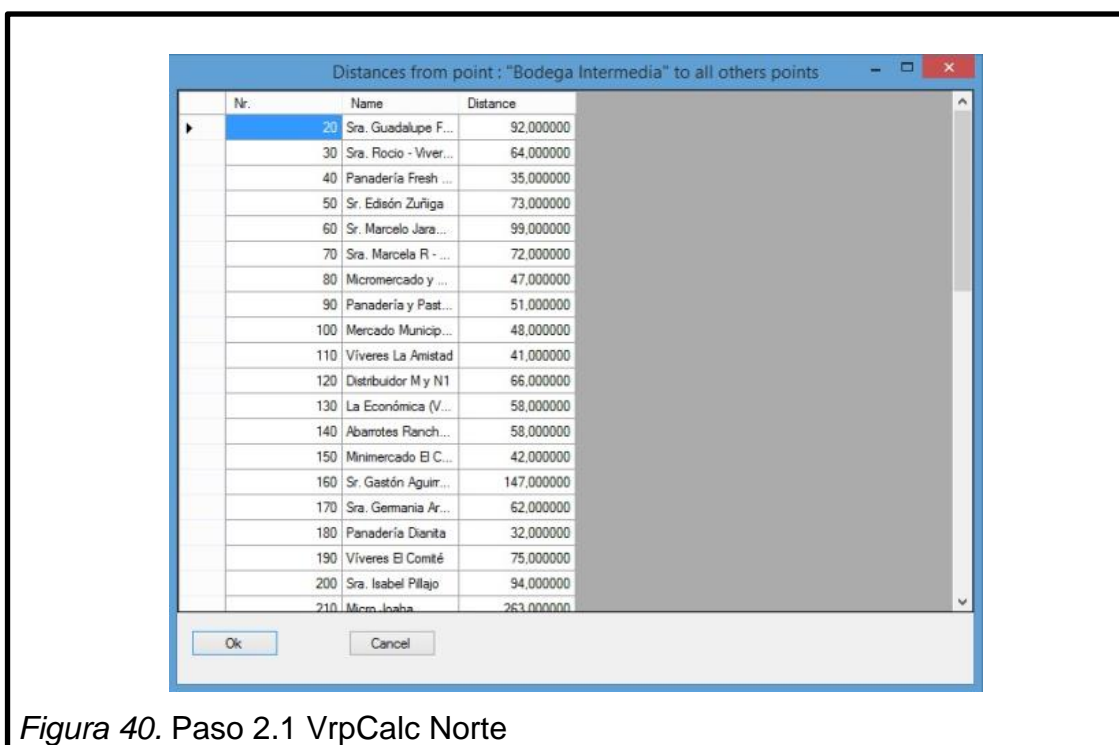 Distances from point : "Bodega Intermedia" to all others points
Nr. Name Distance
20 Sra. Guadalupe F... 92,000000
30 Sra. Rocio - Viver... 64,000000
40 Panadería Fresh ... 35,000000
50 Sr. Edisón Zuñiga 73,000000
60 Sr. Marcelo Jara... 99,000000
70 Sra. Marcela R - ... 72,000000
80 Micromercado y ... 47,000000
90 Panadería y Past... 51,000000
100 Mercado Municip... 48,000000
110 Víveres La Amistad 41,000000
120 Distribuidor M y N1 66,000000
130 La Económica (V... 58,000000
140 Abarrotes Ranch... 58,000000
150 Minimercado El C... 42,000000
160 Sr. Gastón Aguirr... 147,000000
170 Sra. Germania Ar... 62,000000
180 Panadería Dianita 32,000000
190 Víveres El Comité 75,000000
200 Sra. Isabel Pillajo 94,000000
210 Micro Joaba 263,000000
Ok Cancel
Figura 40. Paso 2.1 VrpCalc Norte